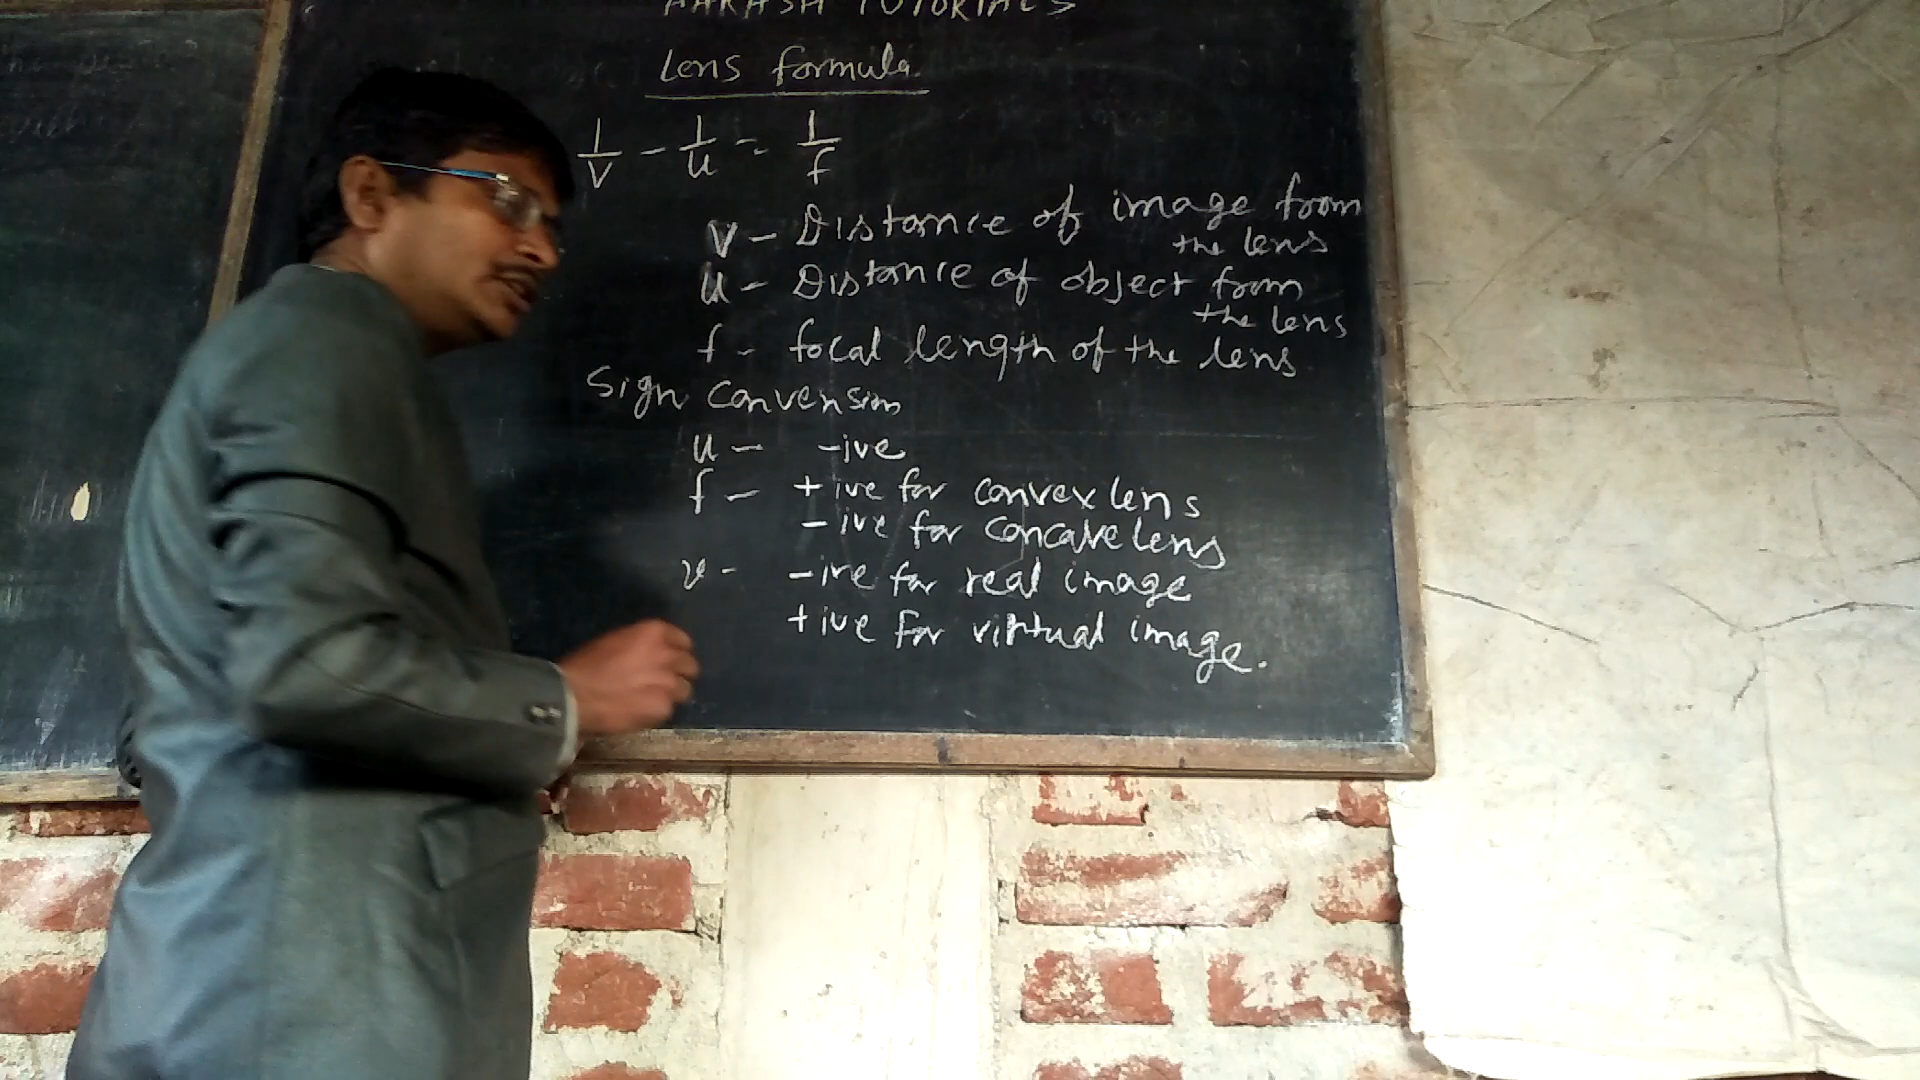 AAKASH TUTORIALS
Lens formula.
1/v - 1/u = 1/f
v - Distance of image from
the lens
u - Distance of object from
the lens
f - focal length of the lens
Sign convension
u - -ive
f - + ive for convex lens
- ive for concave lens
v - -ive for real image
+ ive for virtual image.